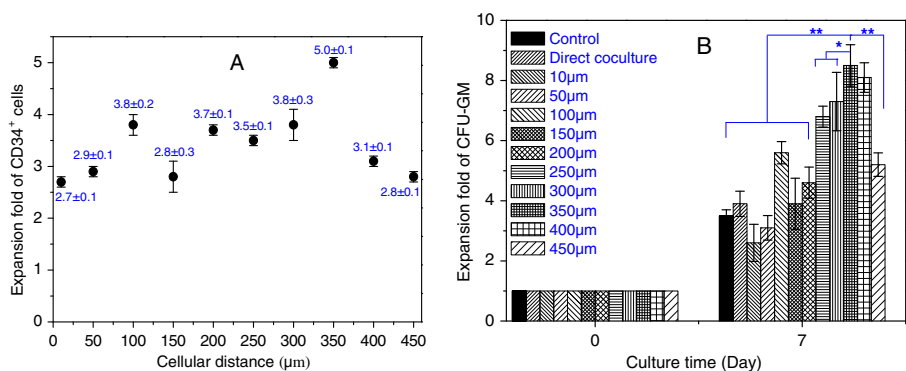 A
Expansion fold of CD34+ cells
6
5
4
3
2
1
0
2.7±0.1
2.9±0.1
3.8±0.2
2.8±0.3
3.7±0.1
3.5±0.1
3.8±0.3
5.0±0.1
3.1±0.1
2.8±0.1
0
50
100
150
200
250
300
350
400
450
Cellular distance (μm)
B
Expansion fold of CFU-GM
10
8
6
4
2
0
Control
Direct coculture
10μm
50μm
100μm
150μm
200μm
250μm
300μm
350μm
400μm
450μm
**
**
*
0
7
Culture time (Day)